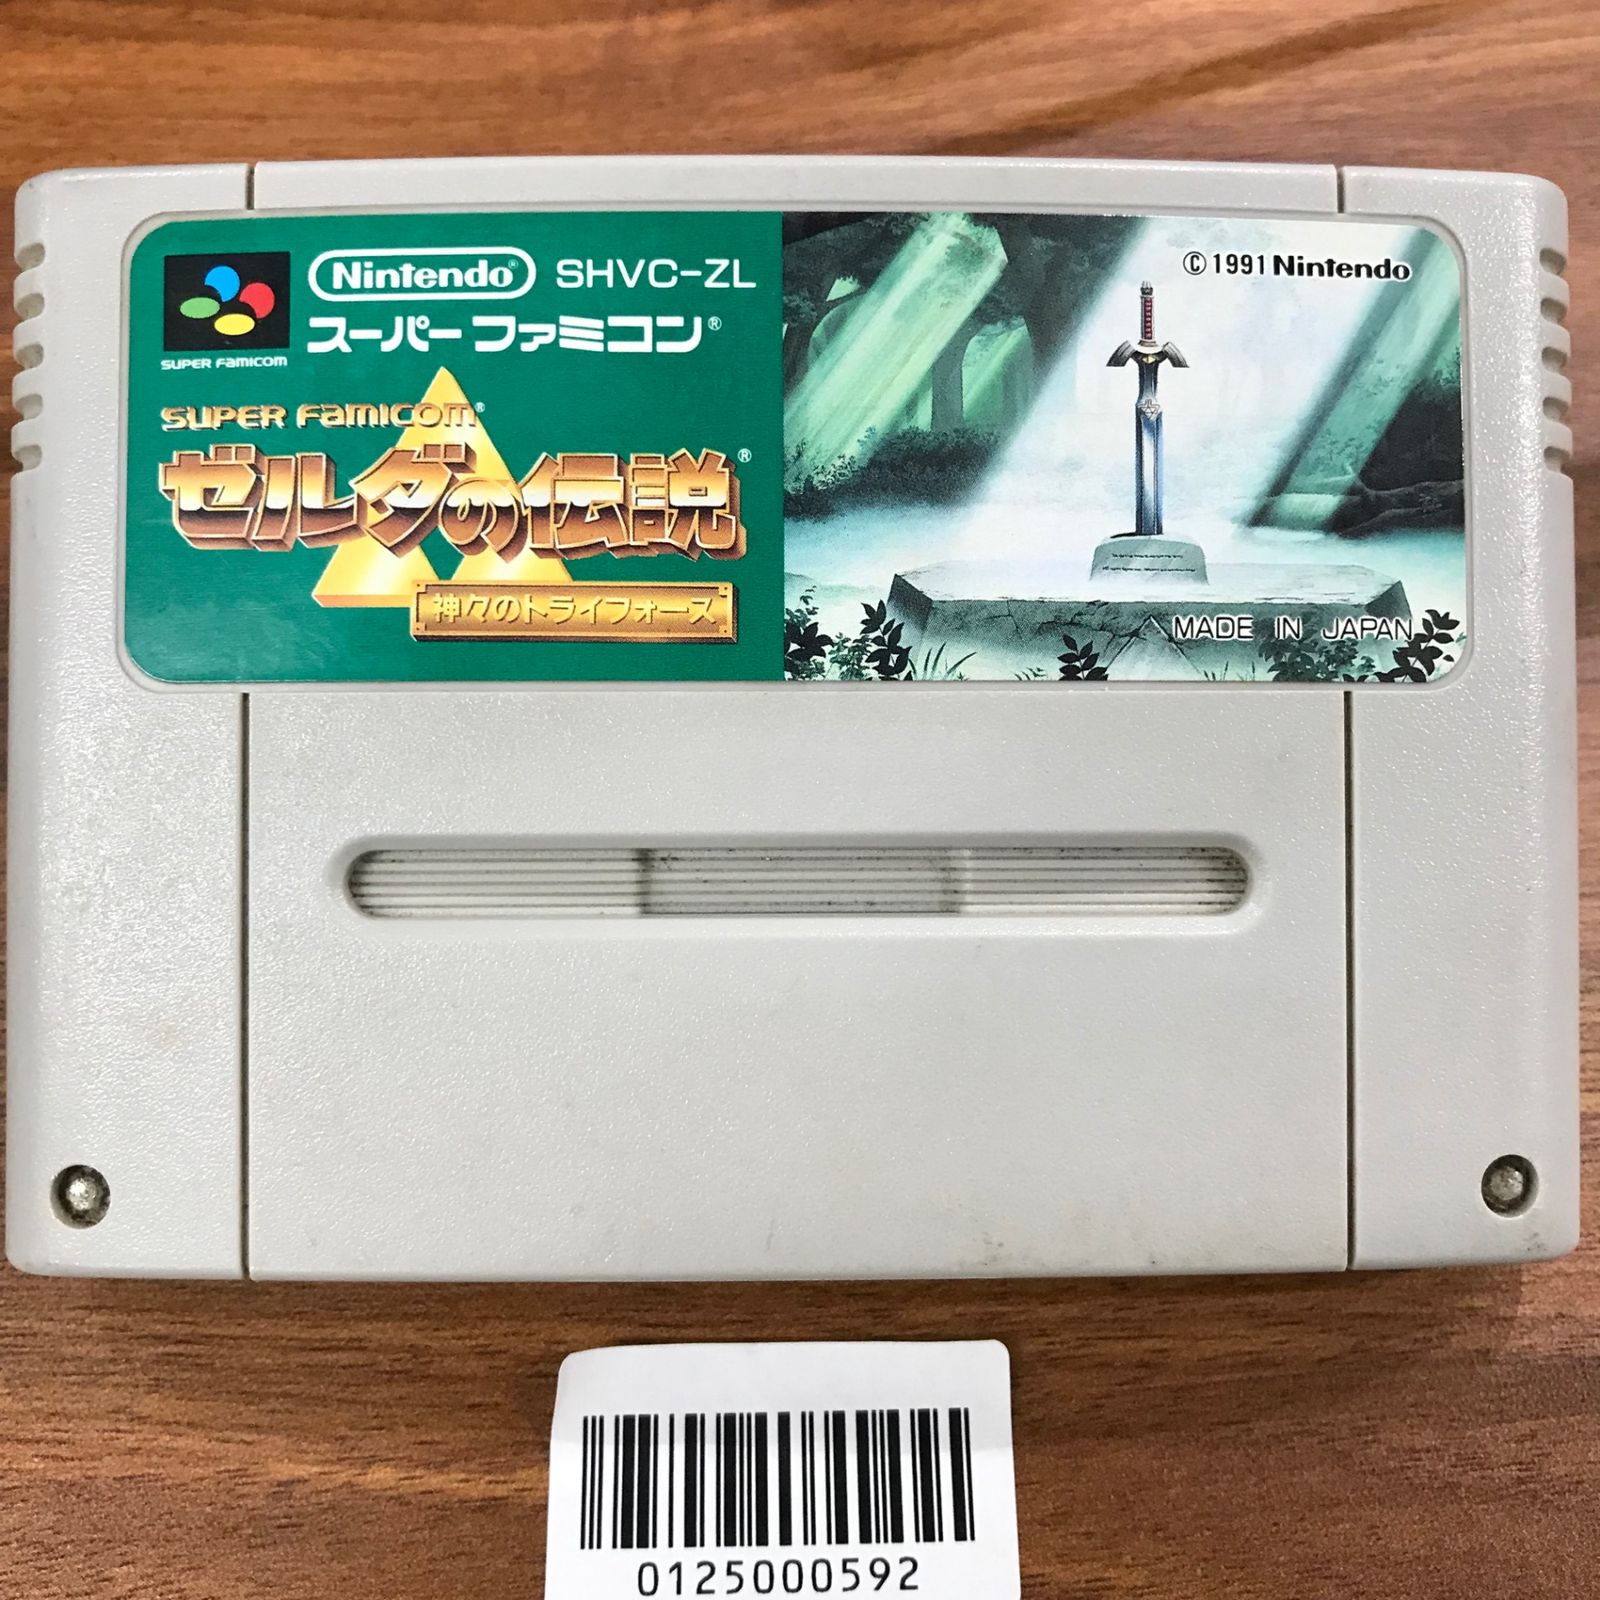 Nintendo® SHVC-ZL
スーパーファミコン®
SUPER FAMICOM
SUPER FAMICOM®
ゼルダの伝説®
神々のトライフォース
© 1991 Nintendo
MADE IN JAPAN
0125000592